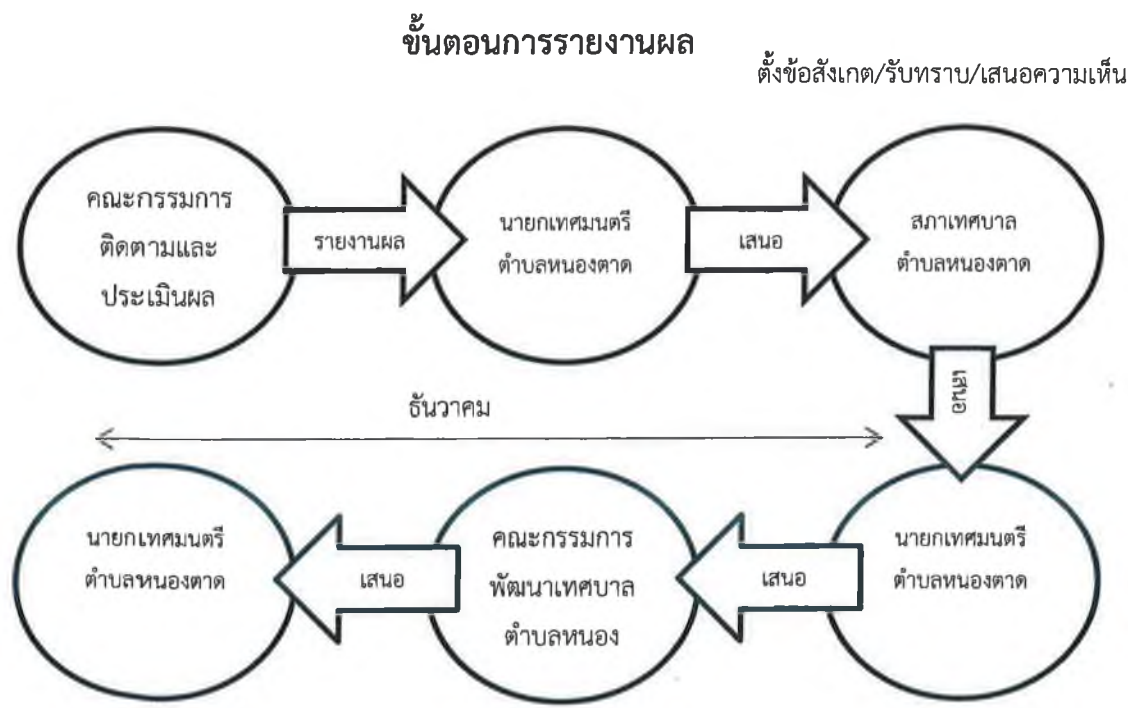 ขั้นตอนการรายงานผล
ตั้งข้อสังเกต/รับทราบ/เสนอความเห็น
คณะกรรมการ
ติดตามและ
ประเมินผล
รายงานผล
นายกเทศมนตรี
ตำบลหนองตาด
เสนอ
สภาเทศบาล
ตำบลหนองตาด
เสนอ
ธันวาคม
นายกเทศมนตรี
ตำบลหนองตาด
เสนอ
คณะกรรมการ
พัฒนาเทศบาล
ตำบลหนอง
เสนอ
นายกเทศมนตรี
ตำบลหนองตาด